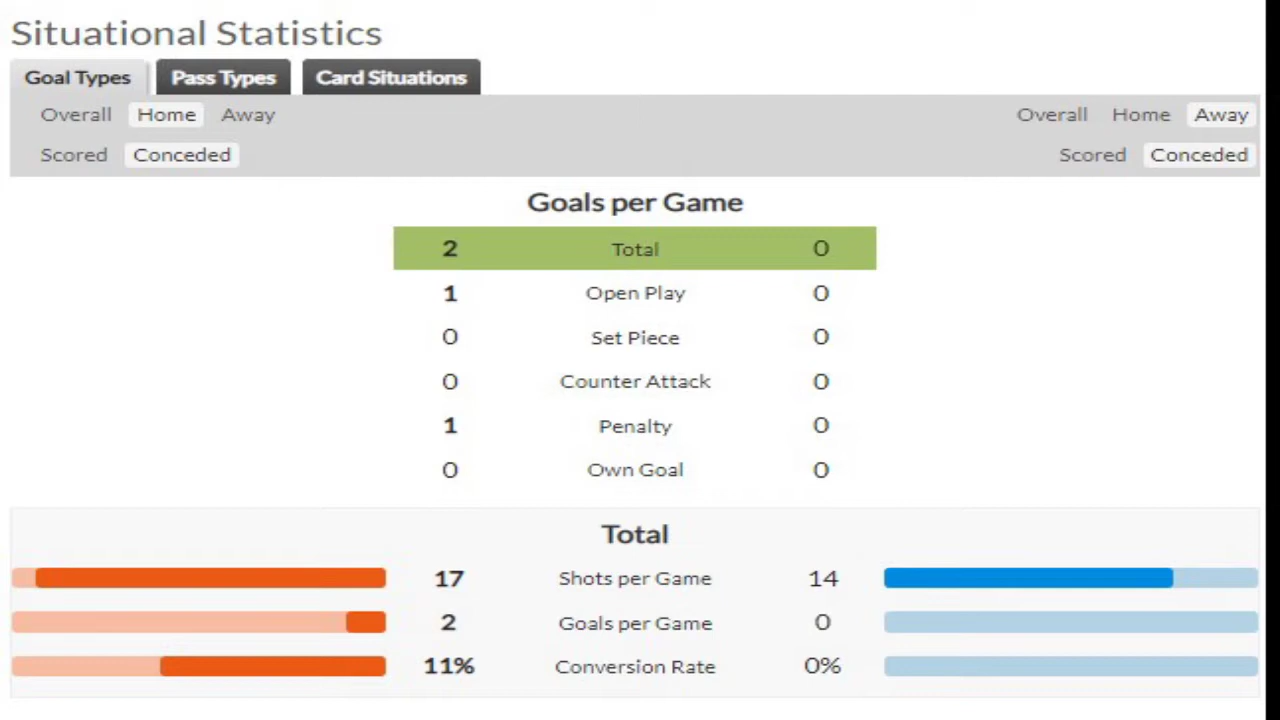 Situational Statistics
Goal Types Pass Types Card Situations
Overall Home Away Overall Home Away
Scored Conceded Scored Conceded
Goals per Game
2 Total 0
1 Open Play 0
0 Set Piece 0
0 Counter Attack 0
1 Penalty 0
0 Own Goal 0
Total
17 Shots per Game 14
2 Goals per Game 0
11% Conversion Rate 0%